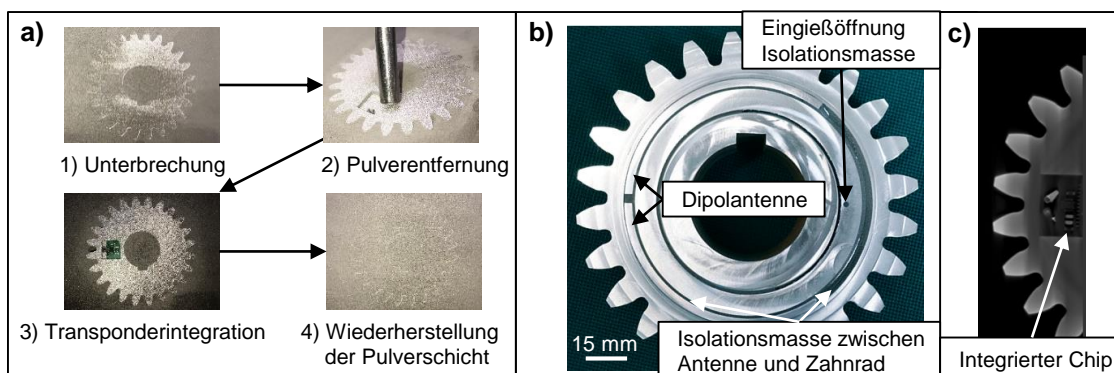 a)
1) Unterbrechung
2) Pulverentfernung
3) Transponderintegration
4) Wiederherstellung
der Pulverschicht
b)
Eingießöffnung
Isolationsmasse
Dipolantenne
15 mm
Isolationsmasse zwischen
Antenne und Zahnrad
c)
Integrierter Chip